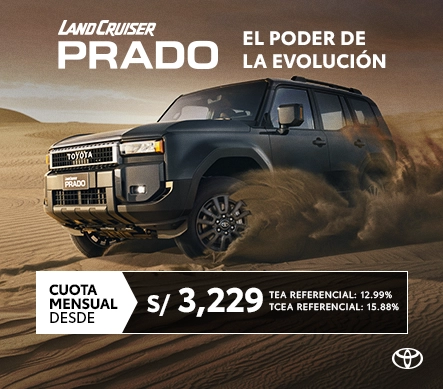 LAND CRUISER
PRADO
EL PODER DE
LA EVOLUCIÓN
TOYOTA
PRADO
CUOTA
MENSUAL
DESDE
S/ 3,229
TEA REFERENCIAL: 12.99%
TCEA REFERENCIAL: 15.88%